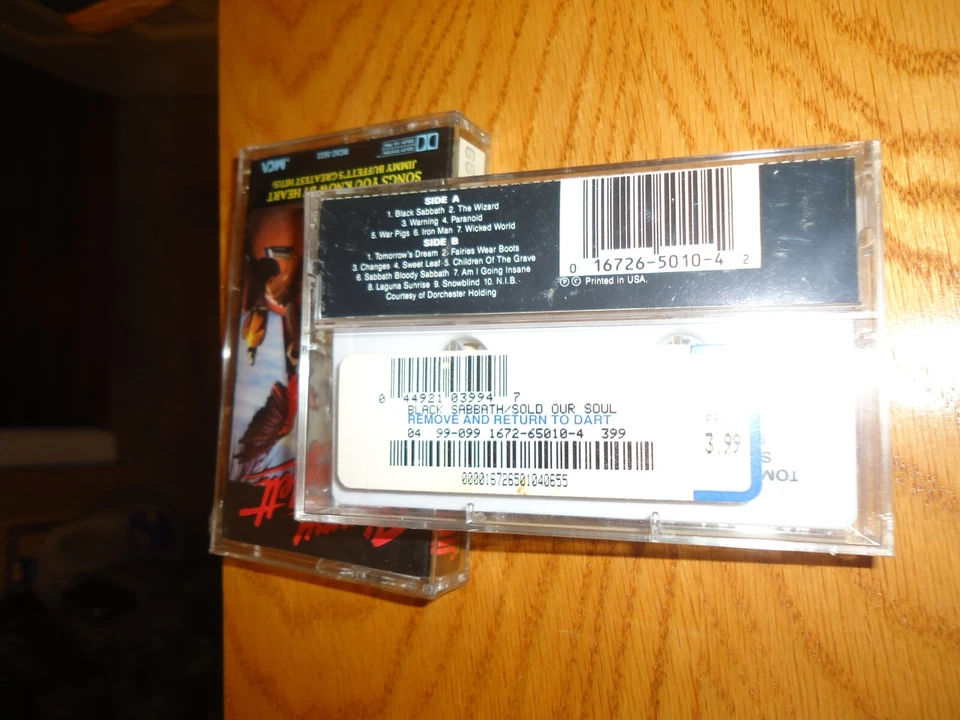 SIDE A
1. Black Sabbath 2. The Wizard
3. Warning 4. Paranoid
5. War Pigs 6. Iron Man 7. Wicked World
SIDE B
1. Tomorrow's Dream 2. Fairies Wear Boots
3. Changes 4. Sweet Leaf 5. Children Of The Grave
6. Sabbath Bloody Sabbath 7. Am I Going Insane
8. Laguna Sunrise 9. Snowblind 10. N.I.B.
Courtesy of Dorchester Holding
0 16726-5010-4 2
Ⓟ © Printed in USA.
0 44921 03994 7
BLACK SABBATH/SOLD OUR SOUL
REMOVE AND RETURN TO DART
04 99-099 1672-65010-4 399
000016726501040655
3.99
TOM
S
MCA
SONGS YOU KNOW BY HEART
JIMMY BUFFETT'S GREATEST HIT(S)